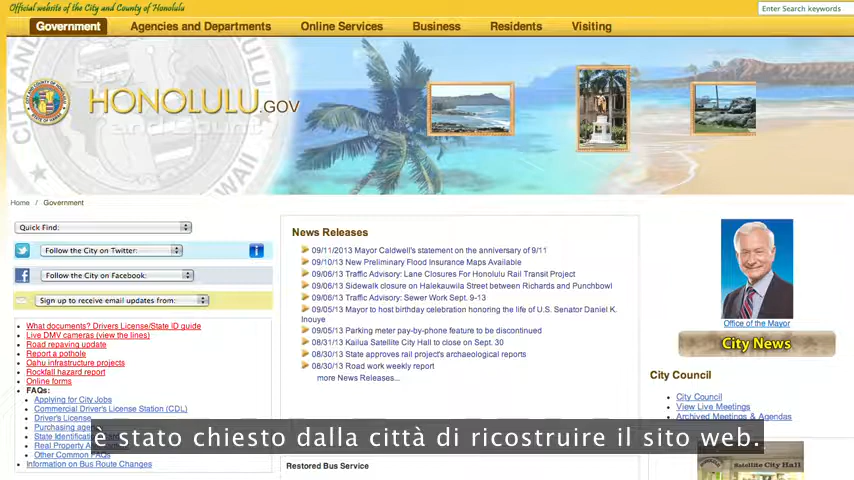 Official website of the City and County of Honolulu
Enter Search keywords
Government Agencies and Departments Online Services Business Residents Visiting
HONOLULU.GOV
Home / Government
Quick Find:
Follow the City on Twitter:
Follow the City on Facebook:
Sign up to receive email updates from:
What documents? Drivers License/State ID guide
Live DMV cameras (view the lines)
Road repaving update
Report a pothole
Oahu infrastructure projects
Rockfall hazard report
Online forms
FAQs:
Applying for City Jobs
Commercial Driver's License Station (CDL)
Driver's License
Purchasing
State
Real Property
Other Common FAQs
Information on Bus Route Changes
News Releases
09/11/2013 Mayor Caldwell's statement on the anniversary of 9/11
09/10/13 New Preliminary Flood Insurance Maps Available
09/06/13 Traffic Advisory: Lane Closures For Honolulu Rail Transit Project
09/06/13 Sidewalk closure on Halekauwila Street between Richards and Punchbowl
09/06/13 Traffic Advisory: Sewer Work Sept. 9-13
09/05/13 Mayor to host birthday celebration honoring the life of U.S. Senator Daniel K.
Inouye
09/05/13 Parking meter pay-by-phone feature to be discontinued
08/31/13 Kailua Satellite City Hall to close on Sept. 30
08/30/13 State approves rail project's archaeological reports
08/30/13 Road work weekly report
more News Releases...
Restored Bus Service
Office of the Mayor
City News
City Council
City Council
View Live Meetings
Archived Meetings & Agendas
Satellite City Hall
è stato chiesto dalla città di ricostruire il sito web.